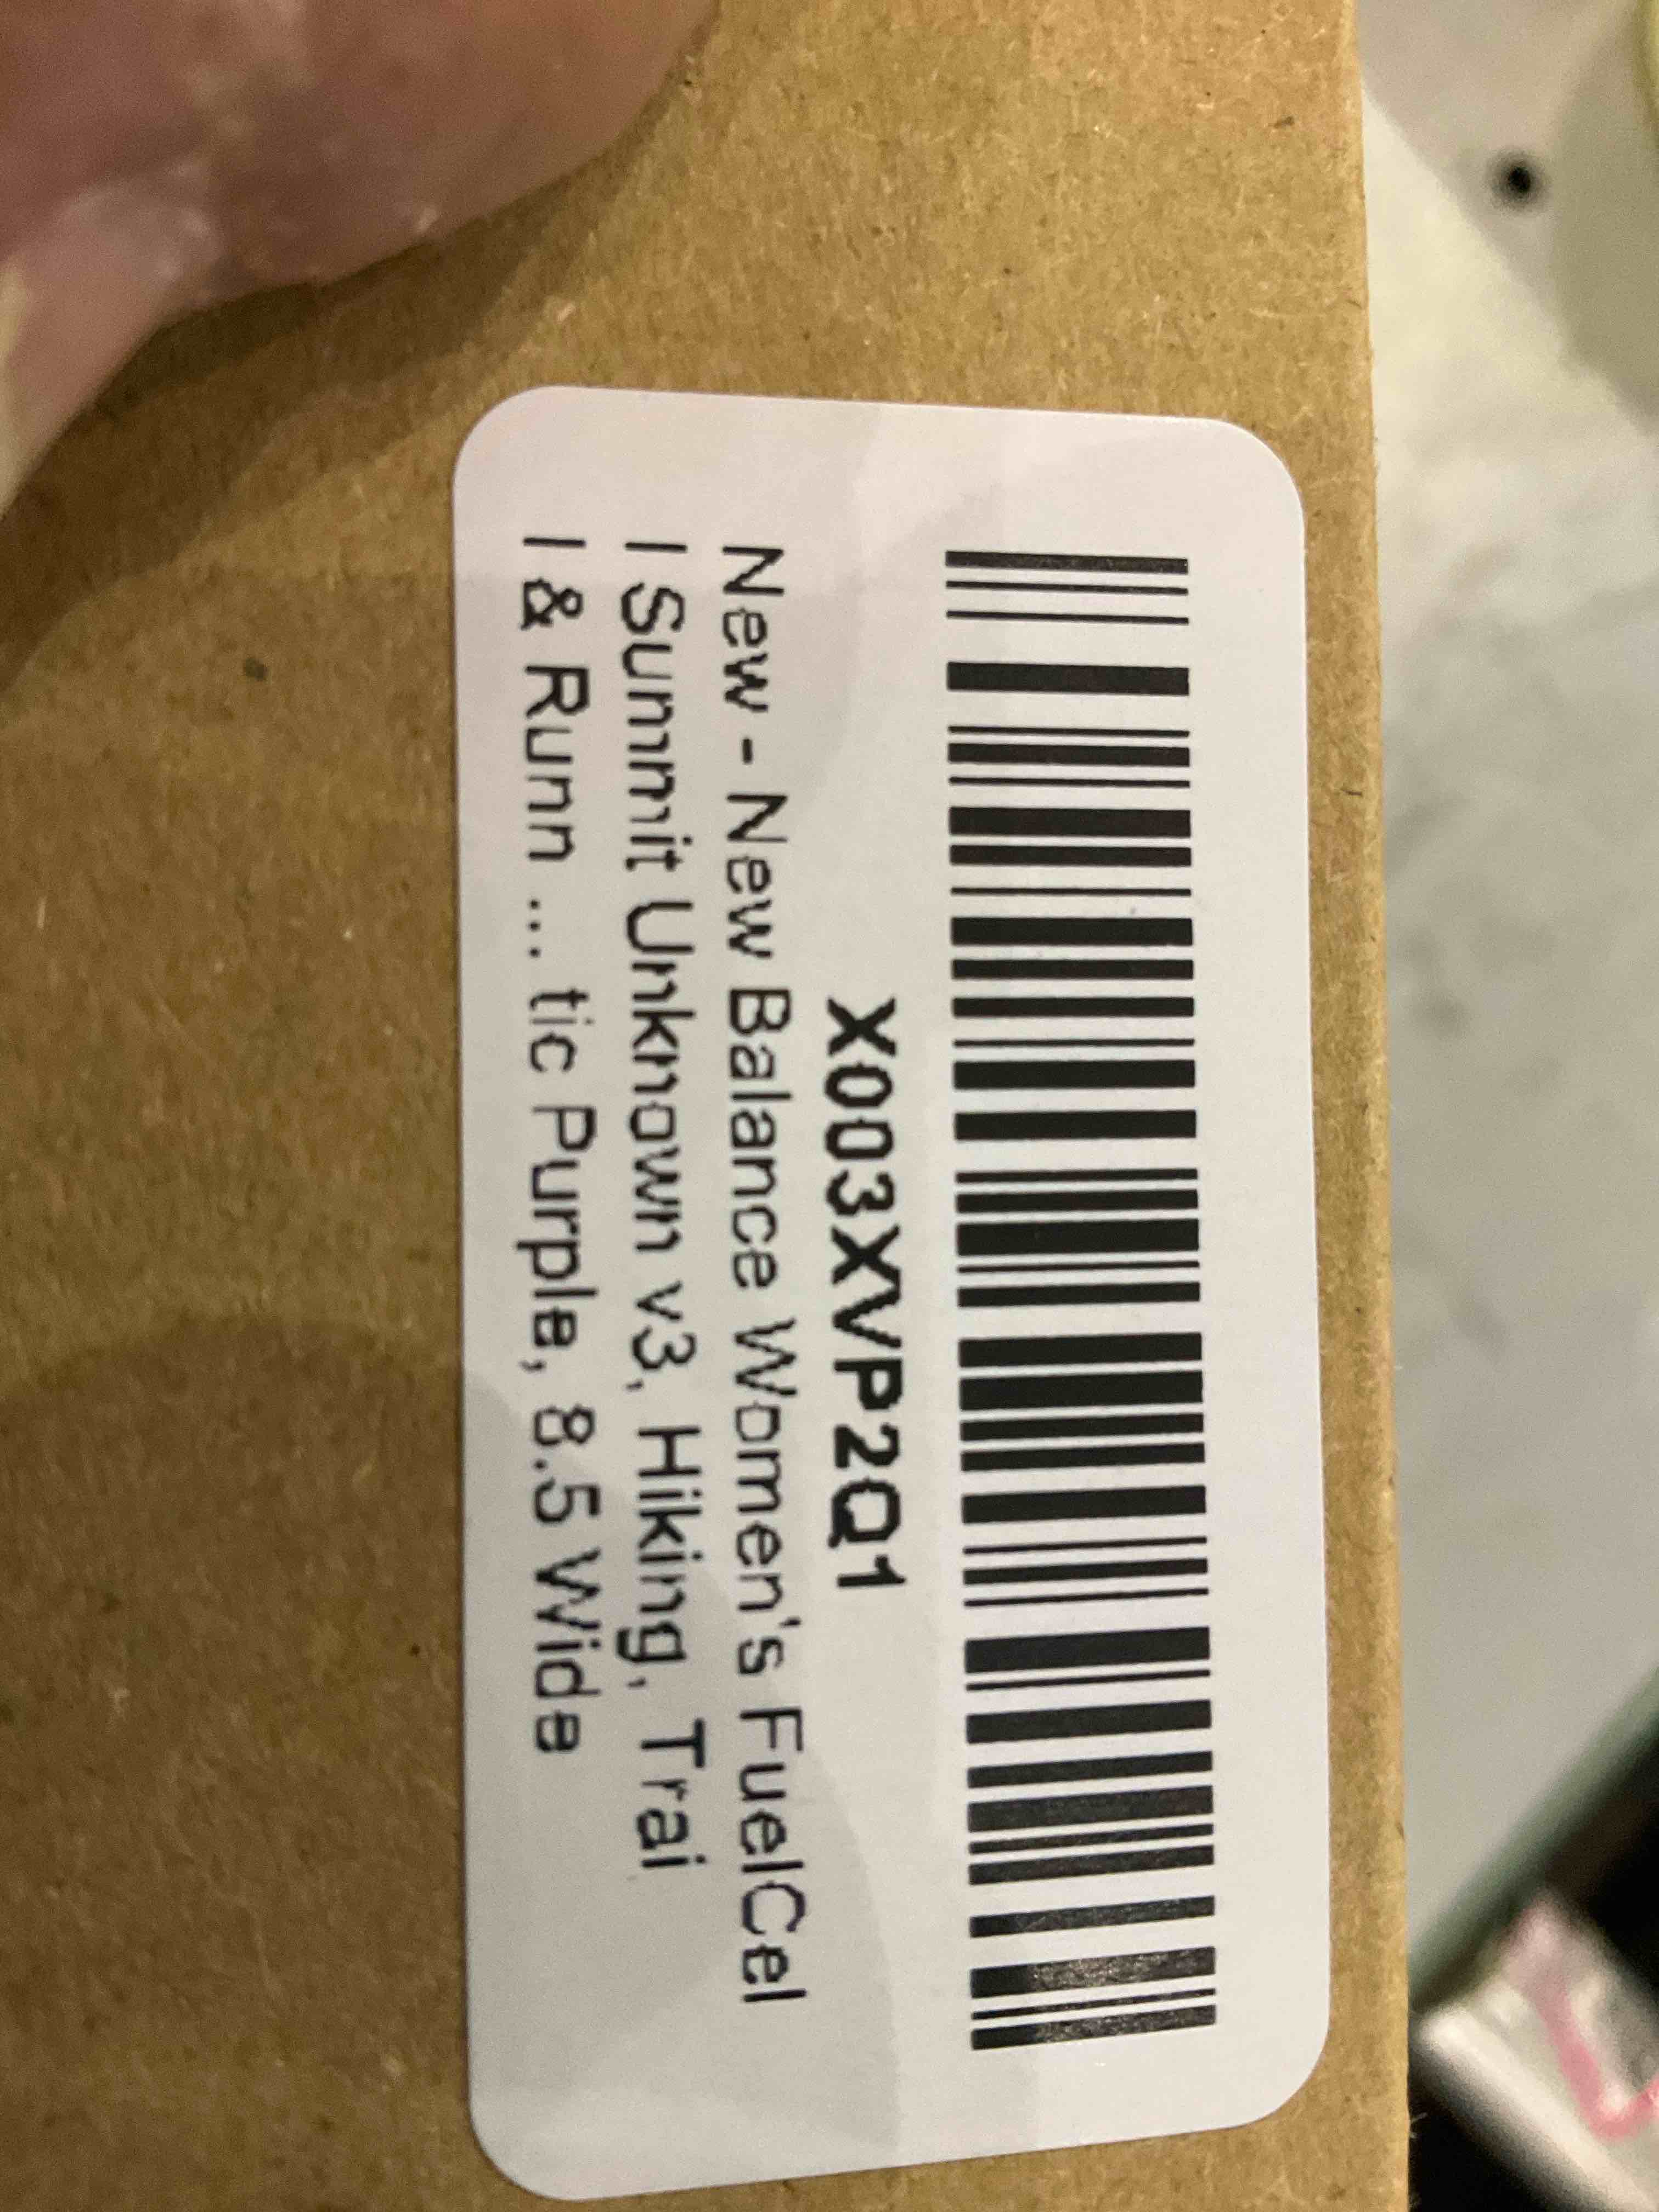 X003XVP2Q1
New - New Balance Women's FuelCel
l Summit Unknown v3, Hiking, Trai
l & Runn ... tic Purple, 8.5 Wide